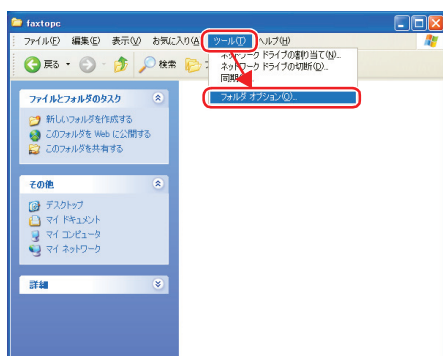 faxtopc
ファイル(F) 編集(E) 表示(V) お気に入り(A) ツール(T) ヘルプ(H)
ネットワーク ドライブの割り当て(N)...
戻る 検索
ネットワーク ドライブの切断(D)...
フォルダ オプション(O)...
ファイルとフォルダのタスク
新しいフォルダを作成する
このフォルダを Web に公開する
このフォルダを共有する
その他
デスクトップ
マイ ドキュメント
マイ コンピュータ
マイ ネットワーク
詳細